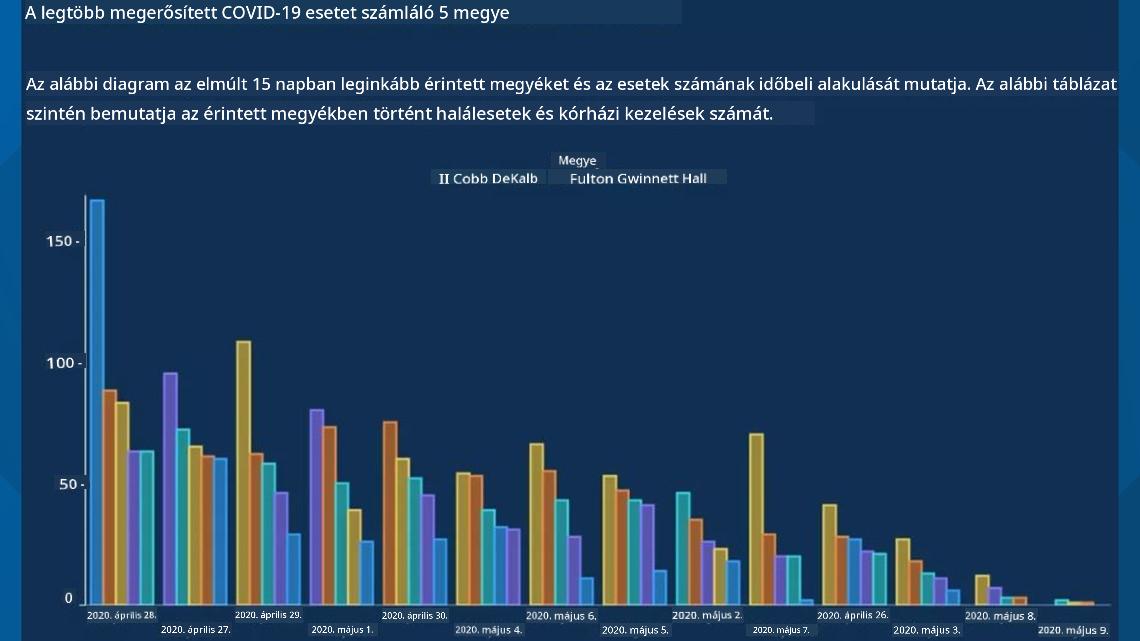 A legtöbb megerősített COVID-19 esetet számláló 5 megye
Az alábbi diagram az elmúlt 15 napban leginkább érintett megyéket és az esetek számának időbeli alakulását mutatja. Az alábbi táblázat
szintén bemutatja az érintett megyékben történt halálesetek és kórházi kezelések számát.
Megye
II Cobb DeKalb Fulton Gwinnett Hall
150 -
100 -
50 -
0
2020. április 28. 2020. április 29. 2020. április 30. 2020. május 6. 2020. május 2. 2020. április 26. 2020. május 8.
2020. április 27. 2020. május 1. 2020. május 4. 2020. május 5. 2020. május 7. 2020. május 3. 2020. május 9.